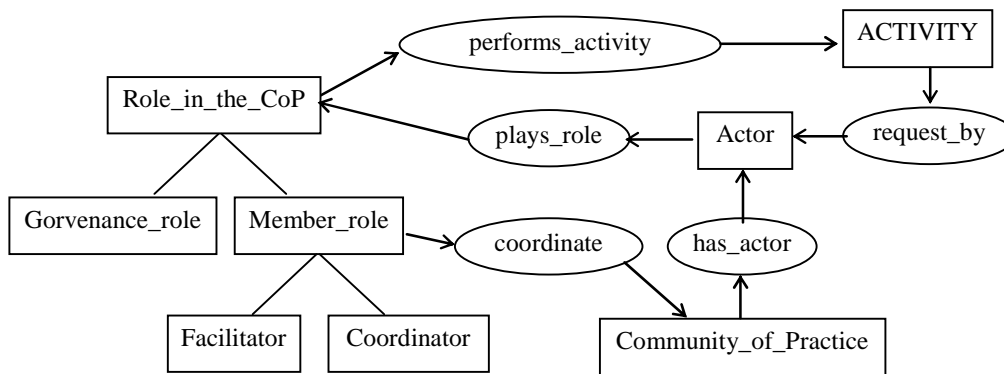 performs_activity
ACTIVITY
Role_in_the_CoP
plays_role
Actor
request_by
Gorvenance_role
Member_role
coordinate
has_actor
Facilitator
Coordinator
Community_of_Practice